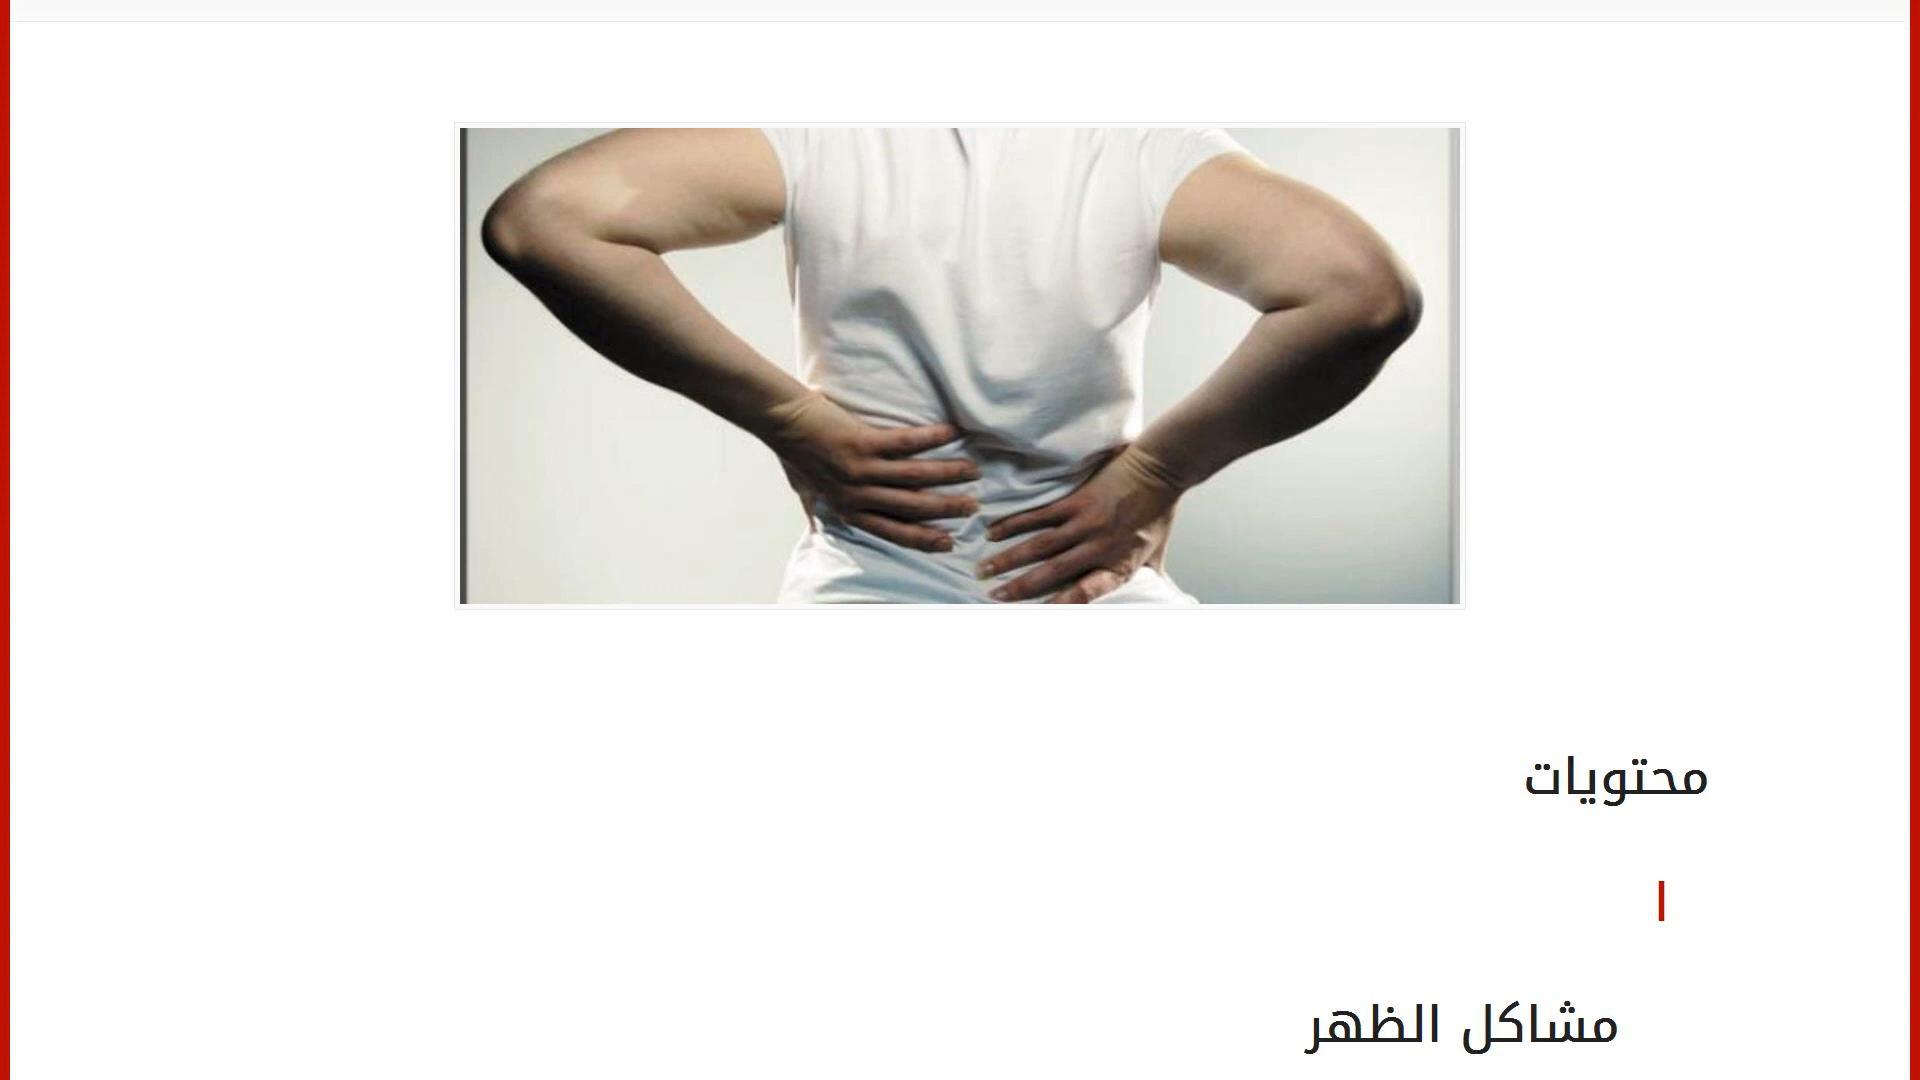 محتويات
ا
مشاكل الظهر